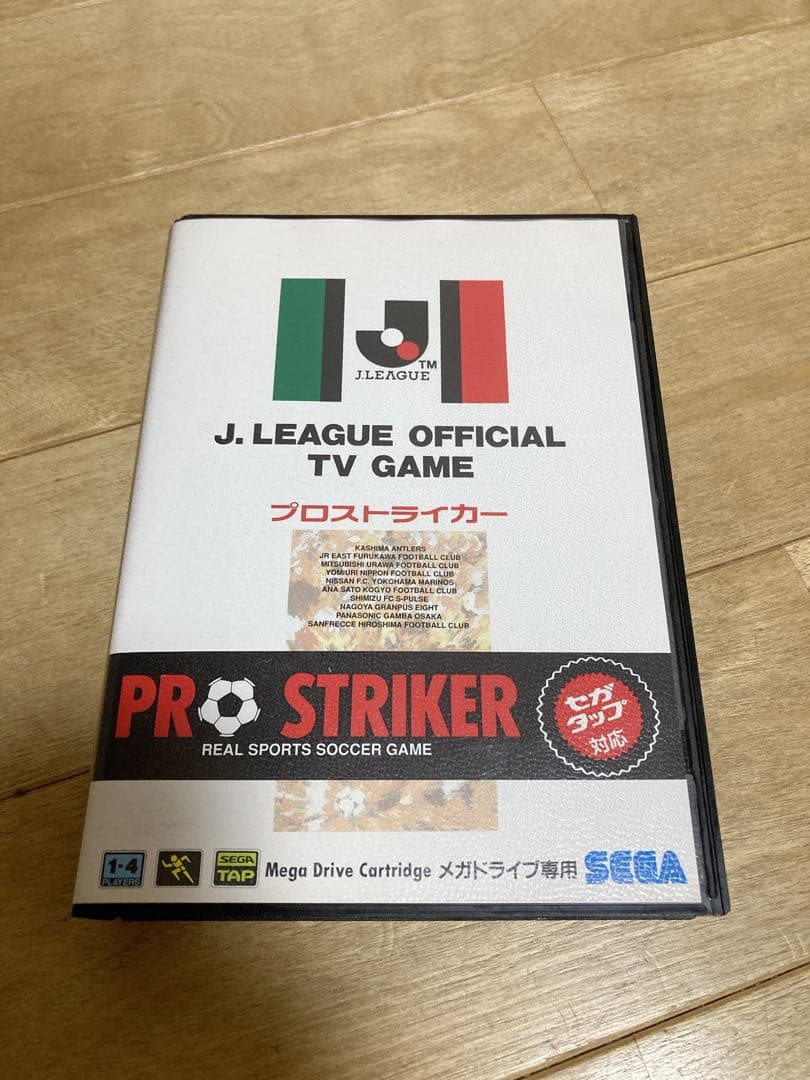 J.LEAGUE
TM
J. LEAGUE OFFICIAL
TV GAME
プロストライカー
KASHIMA ANTLERS
JR EAST FURUKAWA FOOTBALL CLUB
MITSUBISHI URAWA FOOTBALL CLUB
YOMIURI NIPPON FOOTBALL CLUB
NISSAN F.C. YOKOHAMA MARINOS
ANA SATO KOGYO FOOTBALL CLUB
SHIMIZU FC S-PULSE
NAGOYA GRANPUS EIGHT
PANASONIC GAMBA OSAKA
SANFRECCE HIROSHIMA FOOTBALL CLUB
PRO STRIKER
REAL SPORTS SOCCER GAME
セガ
タップ
対応
1-4
PLAYERS
SEGA
TAP
Mega Drive Cartridge メガドライブ専用 SEGA